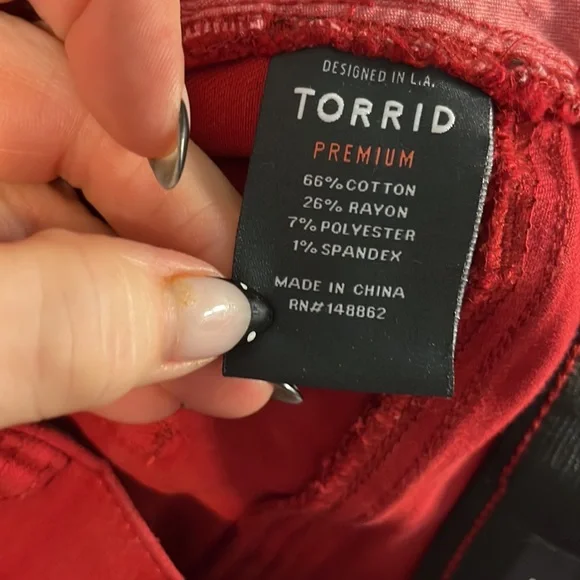 DESIGNED IN L.A.
TORRID
PREMIUM
66% COTTON
26% RAYON
7% POLYESTER
1% SPANDEX
MADE IN CHINA
RN#148862